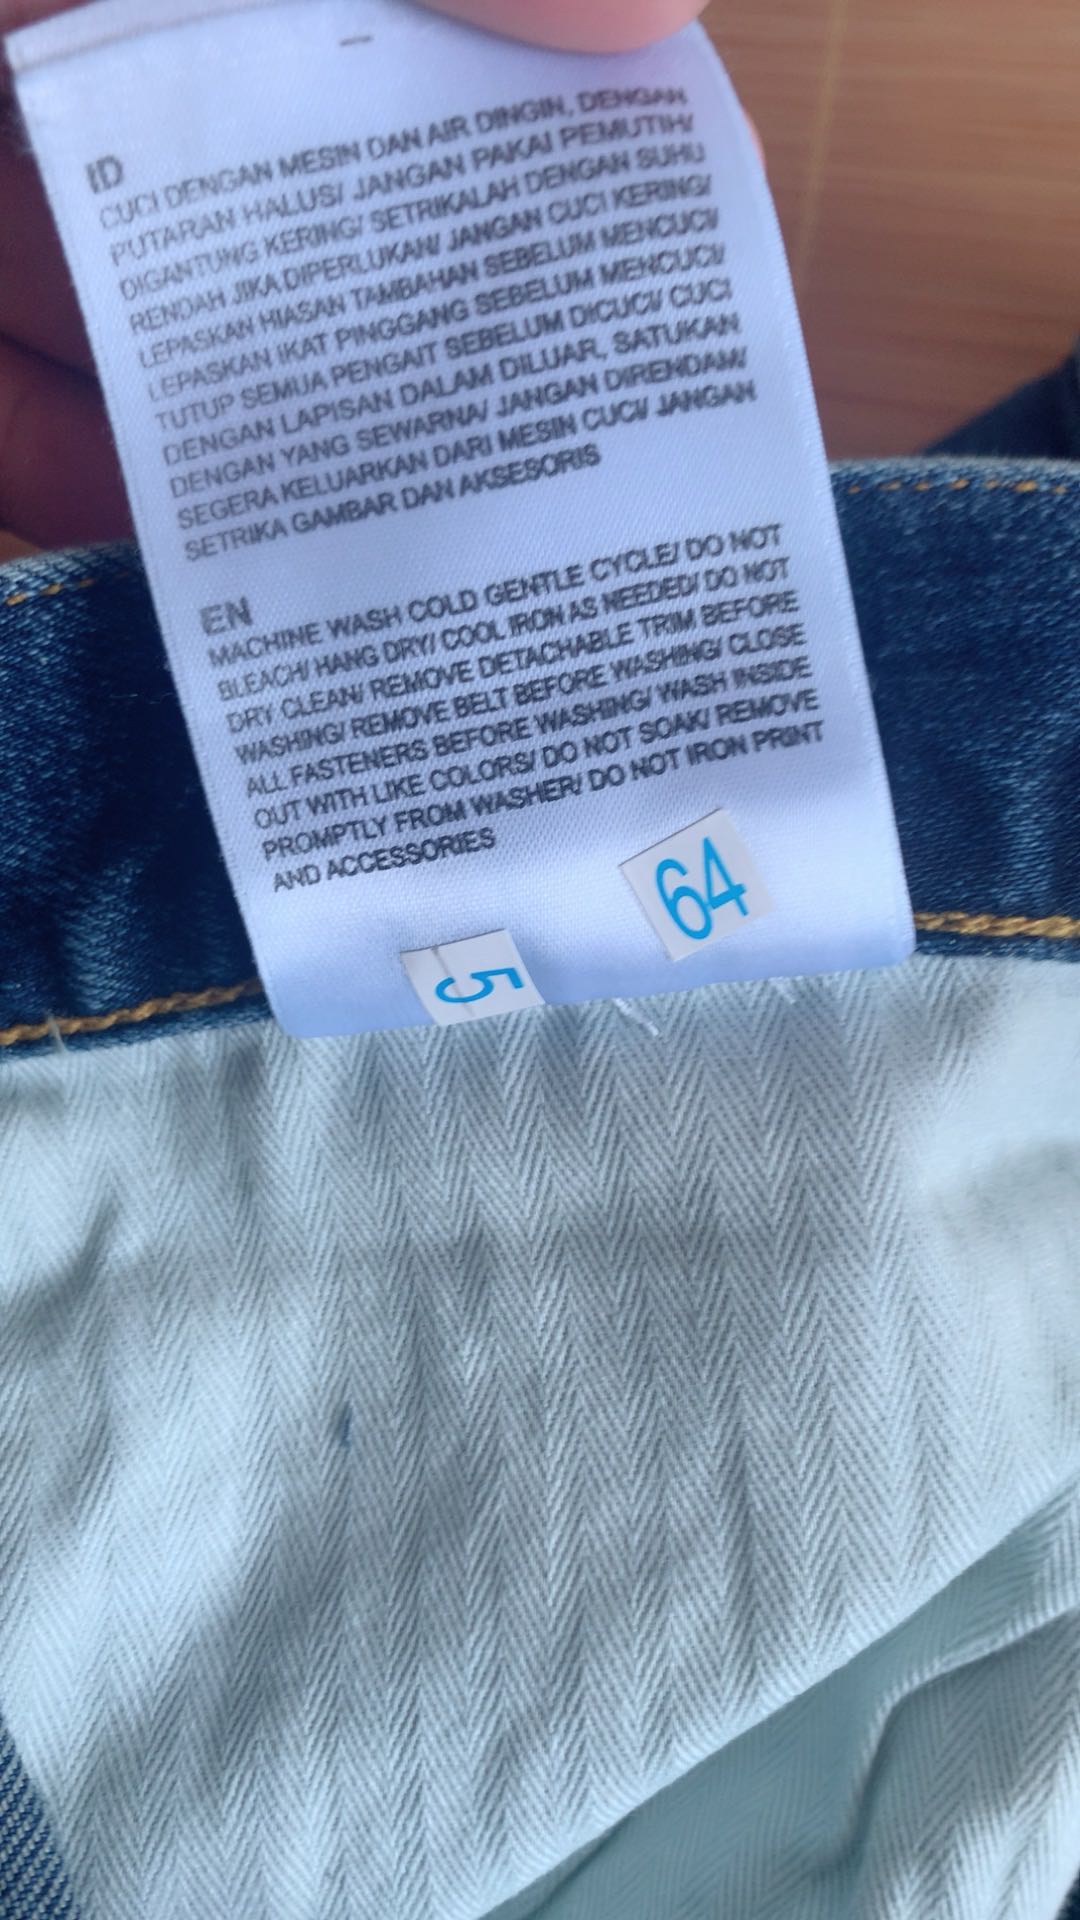 ID
CUCI DENGAN MESIN DAN AIR DINGIN, DENGAN
PUTARAN HALUS/ JANGAN PAKAI PEMUTIH/
DIGANTUNG KERING/ SETRIKALAH DENGAN SUHU
RENDAH JIKA DIPERLUKAN/ JANGAN CUCI KERING/
LEPASKAN HIASAN TAMBAHAN SEBELUM MENCUCI/
LEPASKAN IKAT PINGGANG SEBELUM MENCUCI/
TUTUP SEMUA PENGAIT SEBELUM DICUCI/ CUCI
DENGAN LAPISAN DALAM DILUAR, SATUKAN
DENGAN YANG SEWARNA/ JANGAN DIRENDAM/
SEGERA KELUARKAN DARI MESIN CUCI/ JANGAN
SETRIKA GAMBAR DAN AKSESORIS
EN
MACHINE WASH COLD GENTLE CYCLE/ DO NOT
BLEACH/ HANG DRY/ COOL IRON AS NEEDED/ DO NOT
DRY CLEAN/ REMOVE DETACHABLE TRIM BEFORE
WASHING/ REMOVE BELT BEFORE WASHING/ CLOSE
ALL FASTENERS BEFORE WASHING/ WASH INSIDE
OUT WITH LIKE COLORS/ DO NOT SOAK/ REMOVE
PROMPTLY FROM WASHER/ DO NOT IRON PRINT
AND ACCESSORIES
64
5